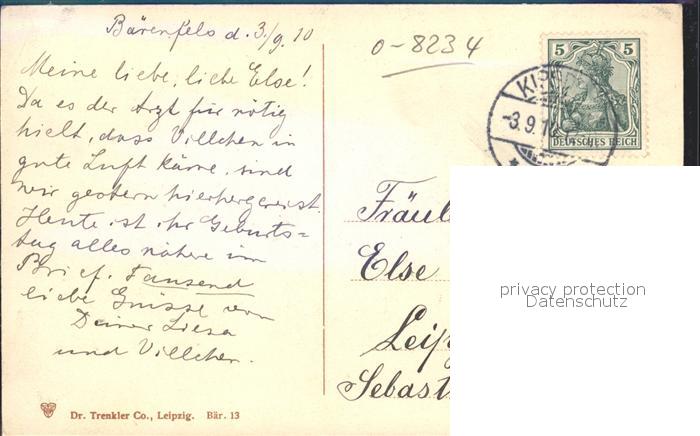 Bärenfels d. 3./9. 10
0-8234
Meine liebe, liebe Else!
Da es der Arzt für nötig
hielt, dass Villchen in
gute Luft käme, sind
wir gestern hierhergereist.
Heute ist ihr Geburts=
tag alles nähere im
Brief. Tausend
liebe Grüsse von
Deiner Liesa
und Villchen.
5 5
DEUTSCHES REICH
-3.9.10
Fräul
Else
Leip
Sebast
privacy protection
Datenschutz
Dr. Trenkler Co., Leipzig. Bär. 13